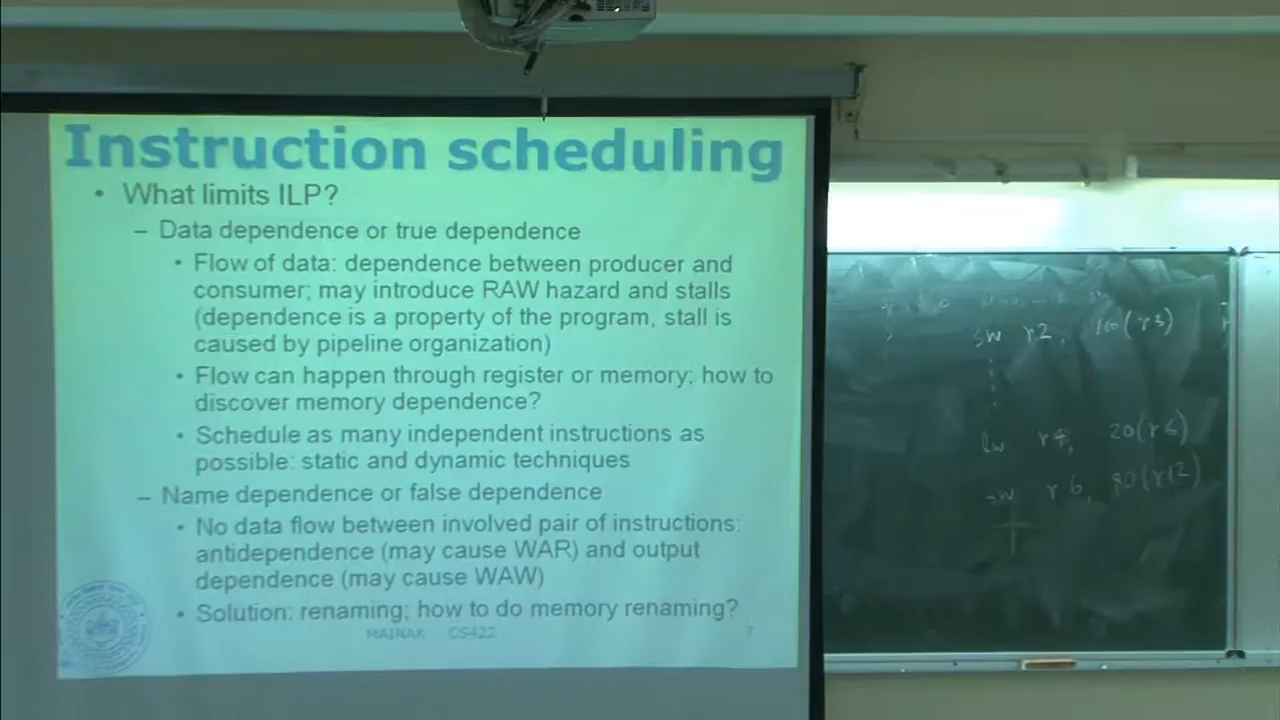 Instruction scheduling
• What limits ILP?
– Data dependence or true dependence
• Flow of data: dependence between producer and
consumer; may introduce RAW hazard and stalls
(dependence is a property of the program, stall is
caused by pipeline organization)
• Flow can happen through register or memory; how to
discover memory dependence?
• Schedule as many independent instructions as
possible: static and dynamic techniques
– Name dependence or false dependence
• No data flow between involved pair of instructions:
antidependence (may cause WAR) and output
dependence (may cause WAW)
• Solution: renaming; how to do memory renaming?
MAINAK CS422
7
sw r2, 100(r3)
lw r7, 20(r6)
r6, 80(r12)